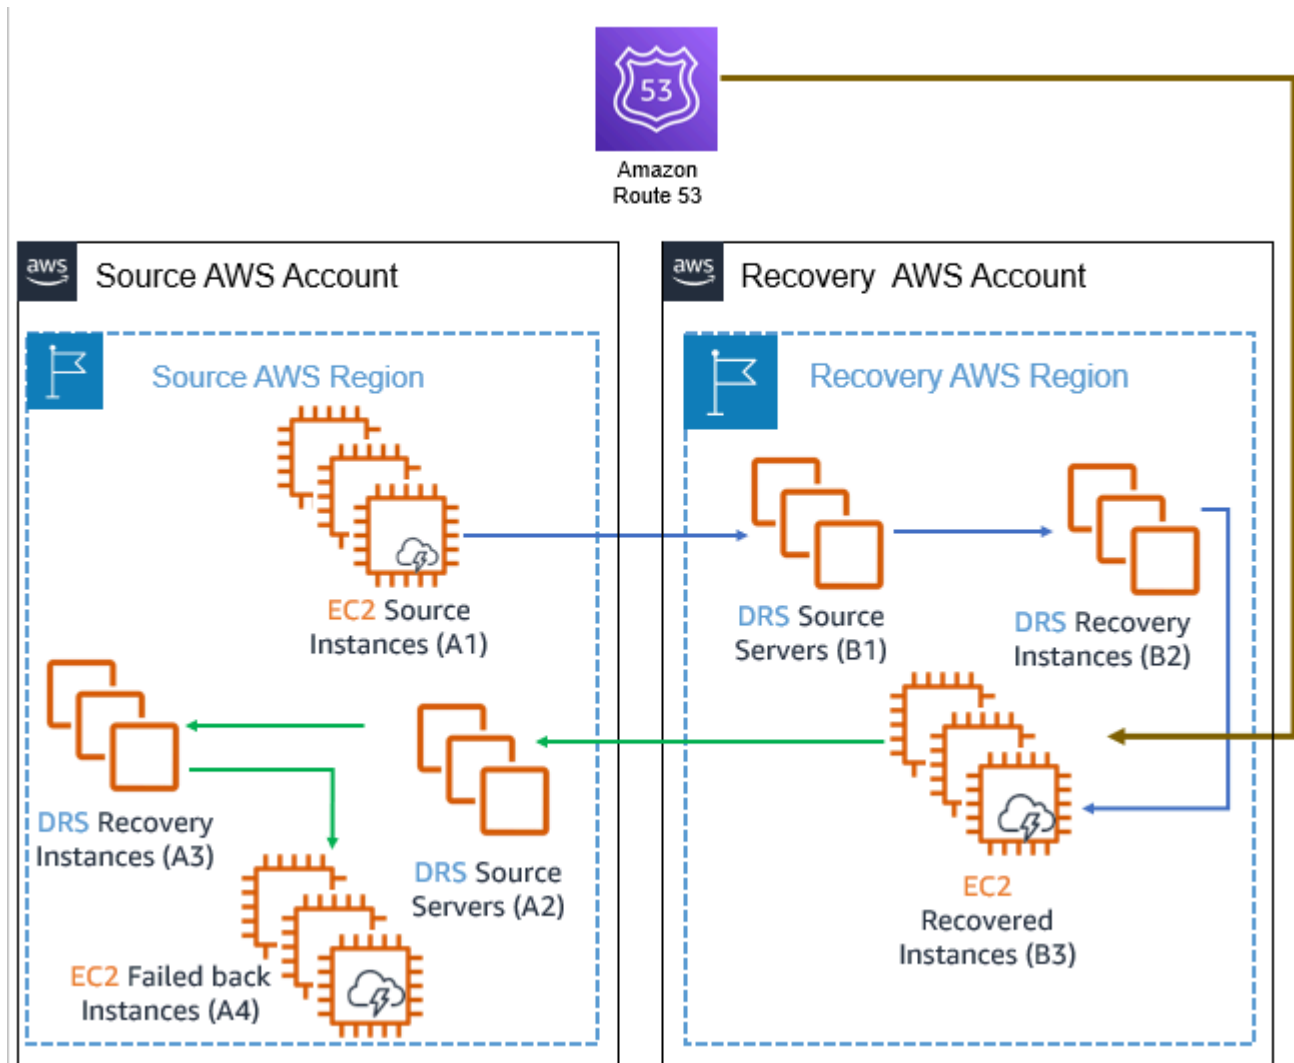 53
Amazon
Route 53
aws
Source AWS Account
aws
Recovery AWS Account
Source AWS Region
Recovery AWS Region
EC2 Source
Instances (A1)
DRS Source
Servers (B1)
DRS Recovery
Instances (B2)
DRS Recovery
Instances (A3)
DRS Source
Servers (A2)
EC2
Recovered
Instances (B3)
EC2 Failed back
Instances (A4)